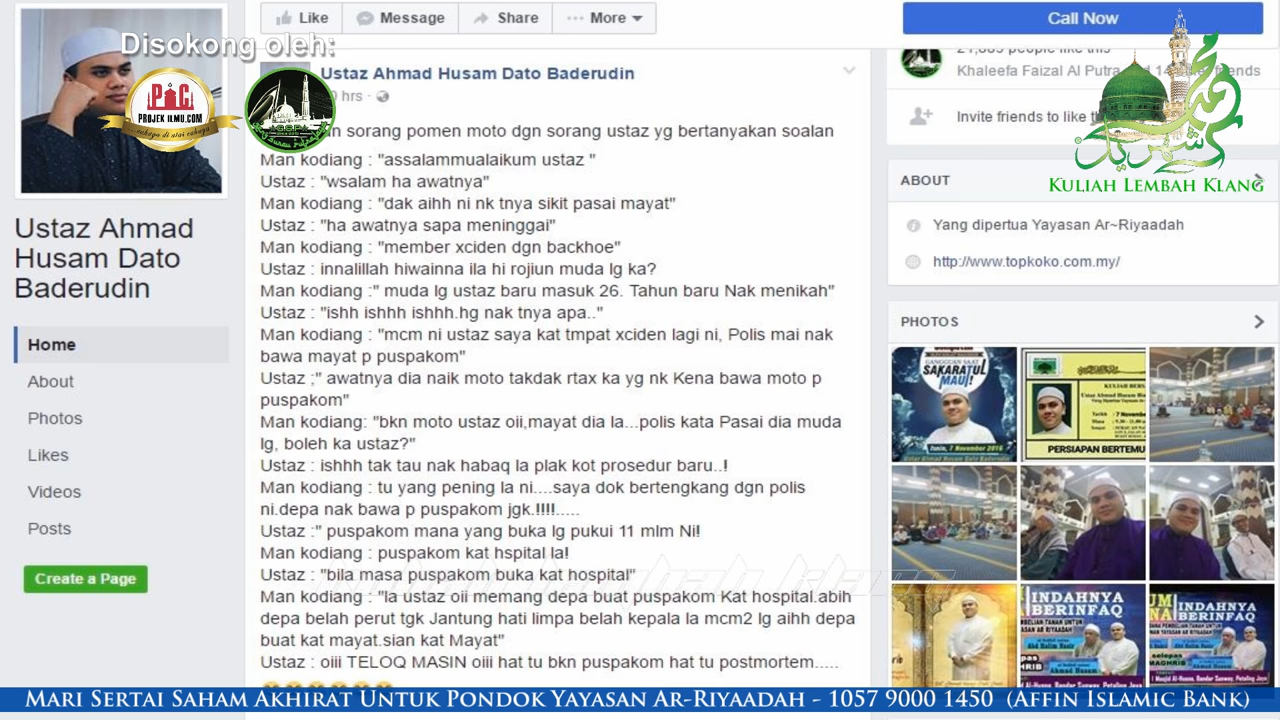 Like Message Share More
Call Now
Disokong oleh:
PROJEK ILMU.COM
Ustaz Ahmad Husam Dato Baderudin
hrs
sorang pomen moto dgn sorang ustaz yg bertanyakan soalan
Man kodiang : "assalammualaikum ustaz "
Ustaz : "wsalam ha awatnya"
Man kodiang : "dak aihh ni nk tnya sikit pasai mayat"
Ustaz : "ha awatnya sapa meninggai"
Man kodiang : "member xciden dgn backhoe"
Ustaz : innalillah hiwainna ila hi rojiun muda lg ka?
Man kodiang :" muda lg ustaz baru masuk 26. Tahun baru Nak menikah"
Ustaz : "ishh ishhh ishhh.hg nak tnya apa.."
Man kodiang : "mcm ni ustaz saya kat tmpat xciden lagi ni, Polis mai nak
bawa mayat p puspakom"
Ustaz ;" awatnya dia naik moto takdak rtax ka yg nk Kena bawa moto p
puspakom"
Man kodiang: "bkn moto ustaz oii,mayat dia la...polis kata Pasai dia muda
lg, boleh ka ustaz?"
Ustaz : ishhh tak tau nak habaq la plak kot prosedur baru..!
Man kodiang : tu yang pening la ni....saya dok bertengkang dgn polis
ni.depa nak bawa p puspakom jgk.!!!!.....
Ustaz :" puspakom mana yang buka lg pukui 11 mlm Ni!
Man kodiang : puspakom kat hspital la!
Ustaz : "bila masa puspakom buka kat hospital"
Man kodiang : "la ustaz oii memang depa buat puspakom Kat hospital.abih
depa belah perut tgk Jantung hati limpa belah kepala la mcm2 lg aihh depa
buat kat mayat.sian kat Mayat"
Ustaz : oiii TELOQ MASIN oiii hat tu bkn puspakom hat tu postmortem.....
Ustaz Ahmad
Husam Dato
Baderudin
Home
About
Photos
Likes
Videos
Posts
Create a Page
people like this
Khaleefa Faizal Al Putra
Invite friends to like
Kuliah Lembah Klang
ABOUT
Yang dipertua Yayasan Ar~Riyaadah
http://www.topkoko.com.my/
PHOTOS
SAKARATUL
MAUT!
PERSIAPAN BERTEMU
INDAHNYA
BERINFAQ
INDAHNYA
BERINFAQ
Mari Sertai Saham Akhirat Untuk Pondok Yayasan Ar-Riyaadah - 1057 9000 1450 (Affin Islamic Bank)